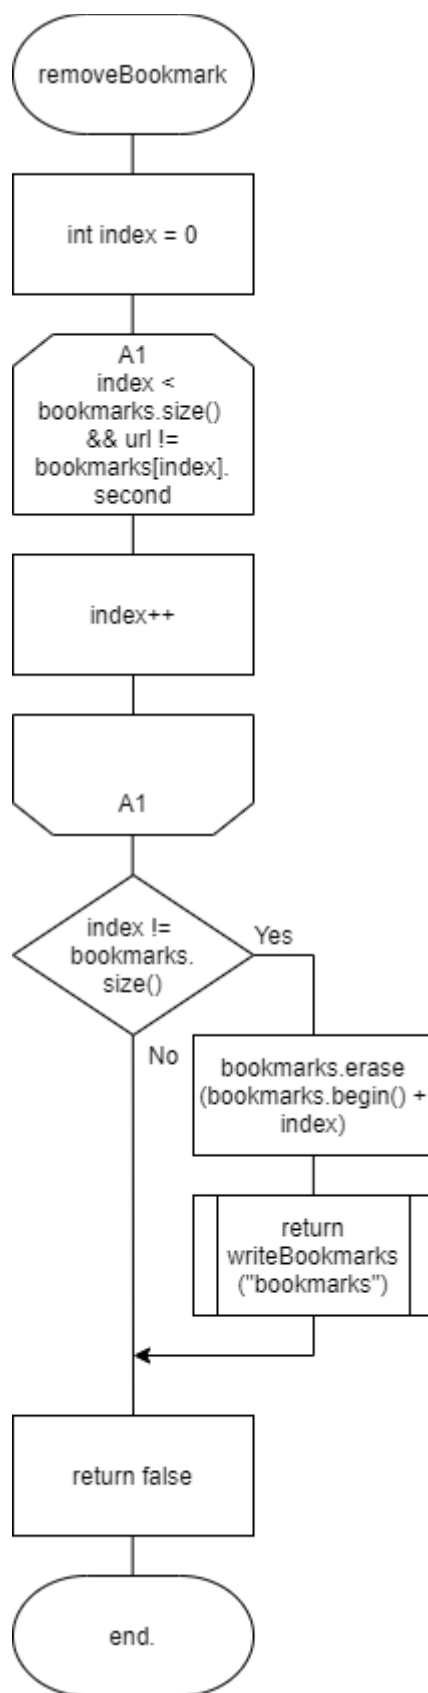 removeBookmark
int index = 0
A1
index <
bookmarks.size()
&& url !=
bookmarks[index].
second
index++
A1
index !=
bookmarks.
size()
Yes
No
bookmarks.erase
(bookmarks.begin() +
index)
return
writeBookmarks
("bookmarks")
return false
end.